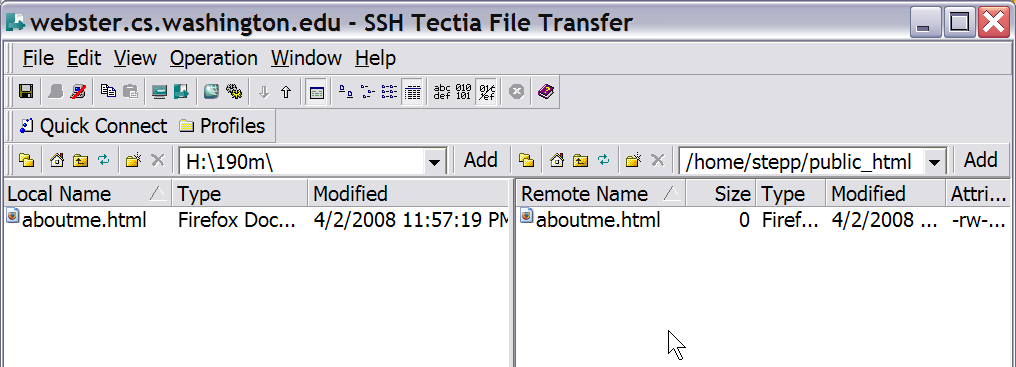 webster.cs.washington.edu - SSH Tectia File Transfer
File Edit View Operation Window Help
abc def 010 101
Quick Connect Profiles
H:\190m\ Add /home/stepp/public_html Add
Local Name Type Modified Remote Name Size Type Modified Attri...
aboutme.html Firefox Doc... 4/2/2008 11:57:19 PM aboutme.html 0 Firef... 4/2/2008 ... -rw-...